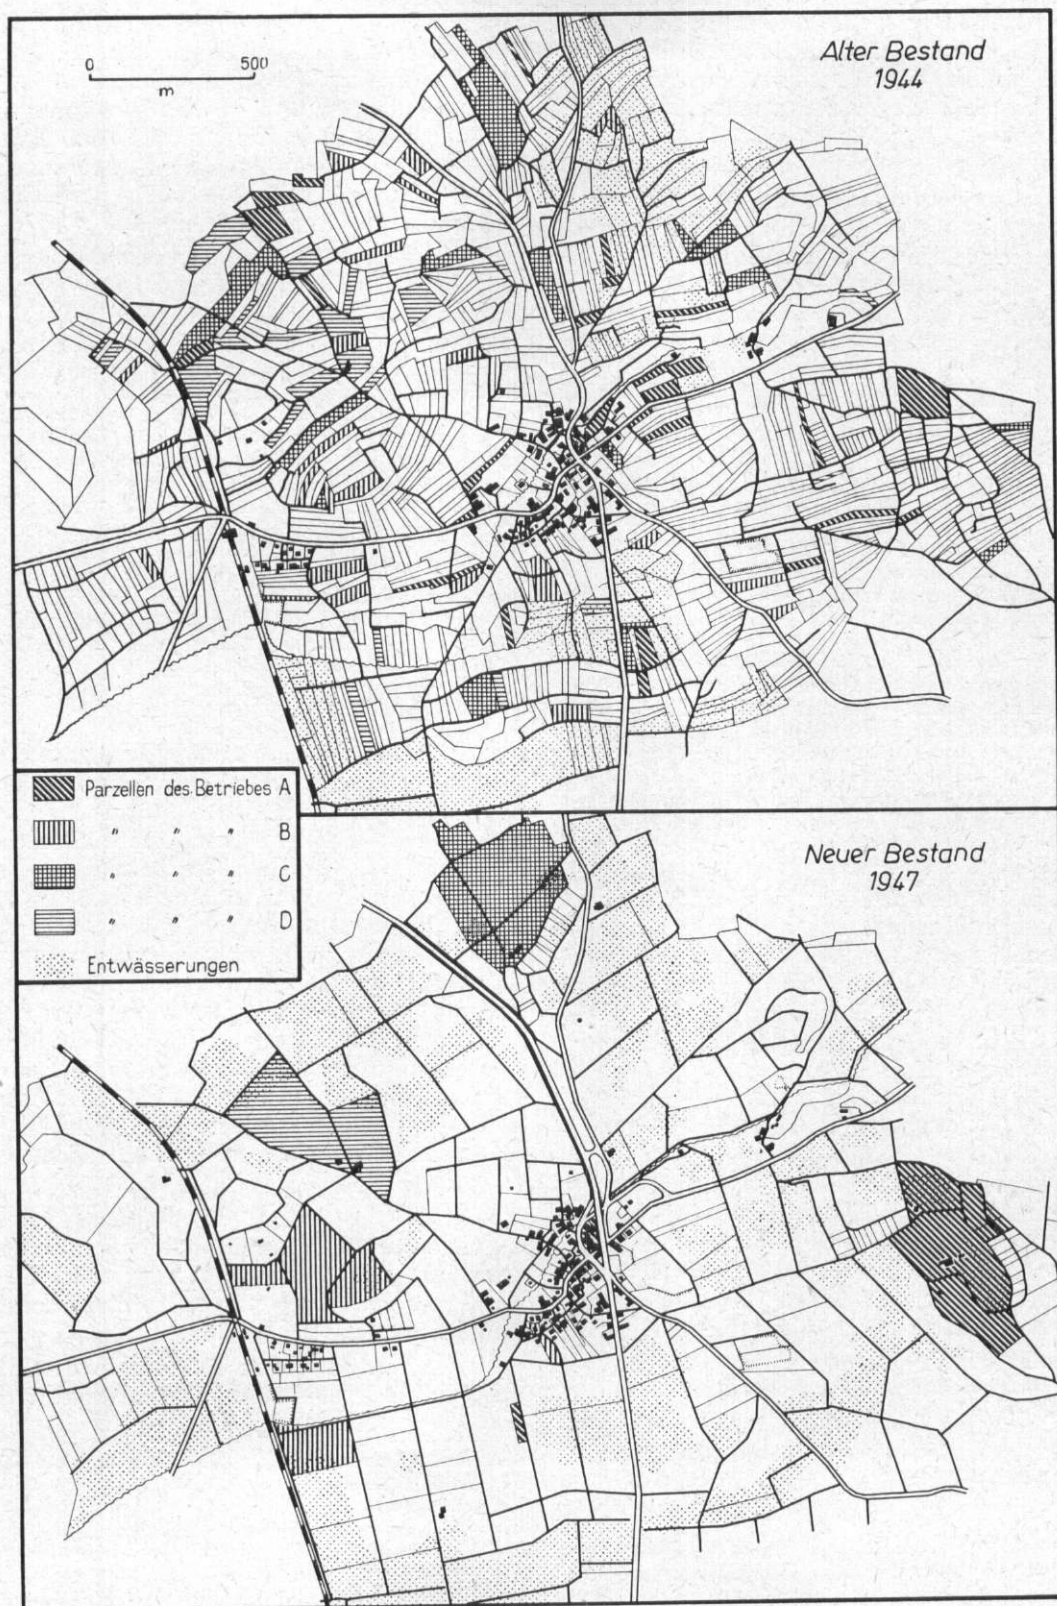 Alter Bestand
1944
0 500
m
Parzellen des Betriebes A
" " " B
" " " C
" " " D
Entwässerungen
Neuer Bestand
1947